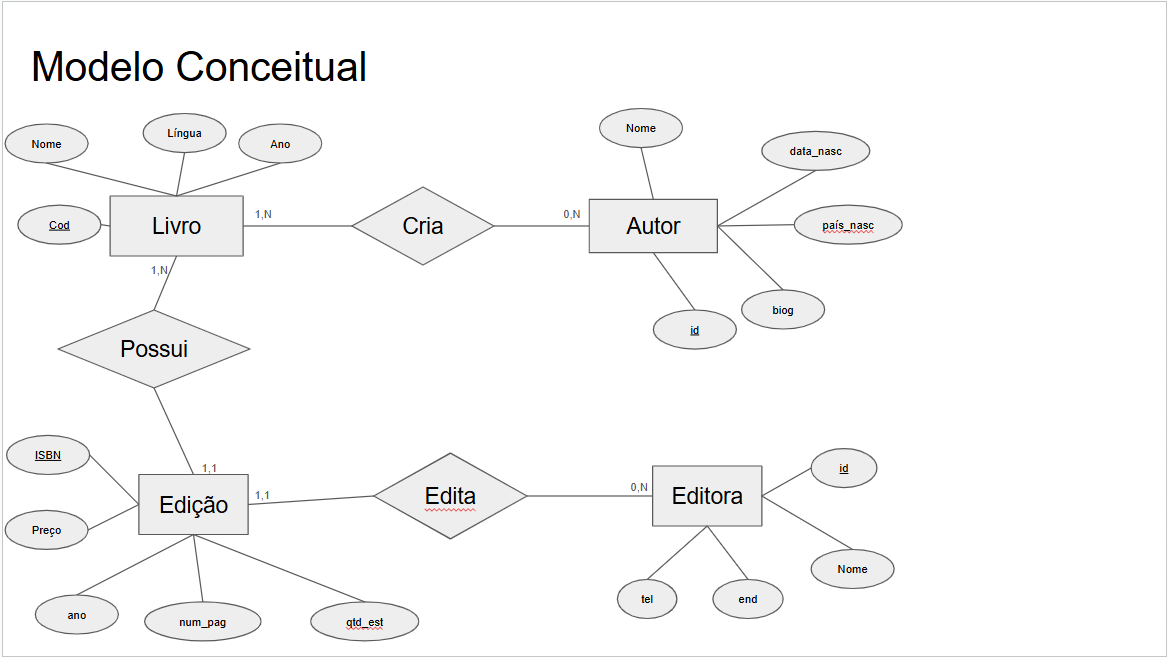 Modelo Conceitual
Nome
Língua
Ano
Cod
Livro
1,N
Cria
0,N
Autor
Nome
data_nasc
país_nasc
biog
id
1,N
Possui
1,1
ISBN
Preço
Edição
1,1
Edita
0,N
Editora
id
Nome
ano
num_pag
qtd_est
tel
end